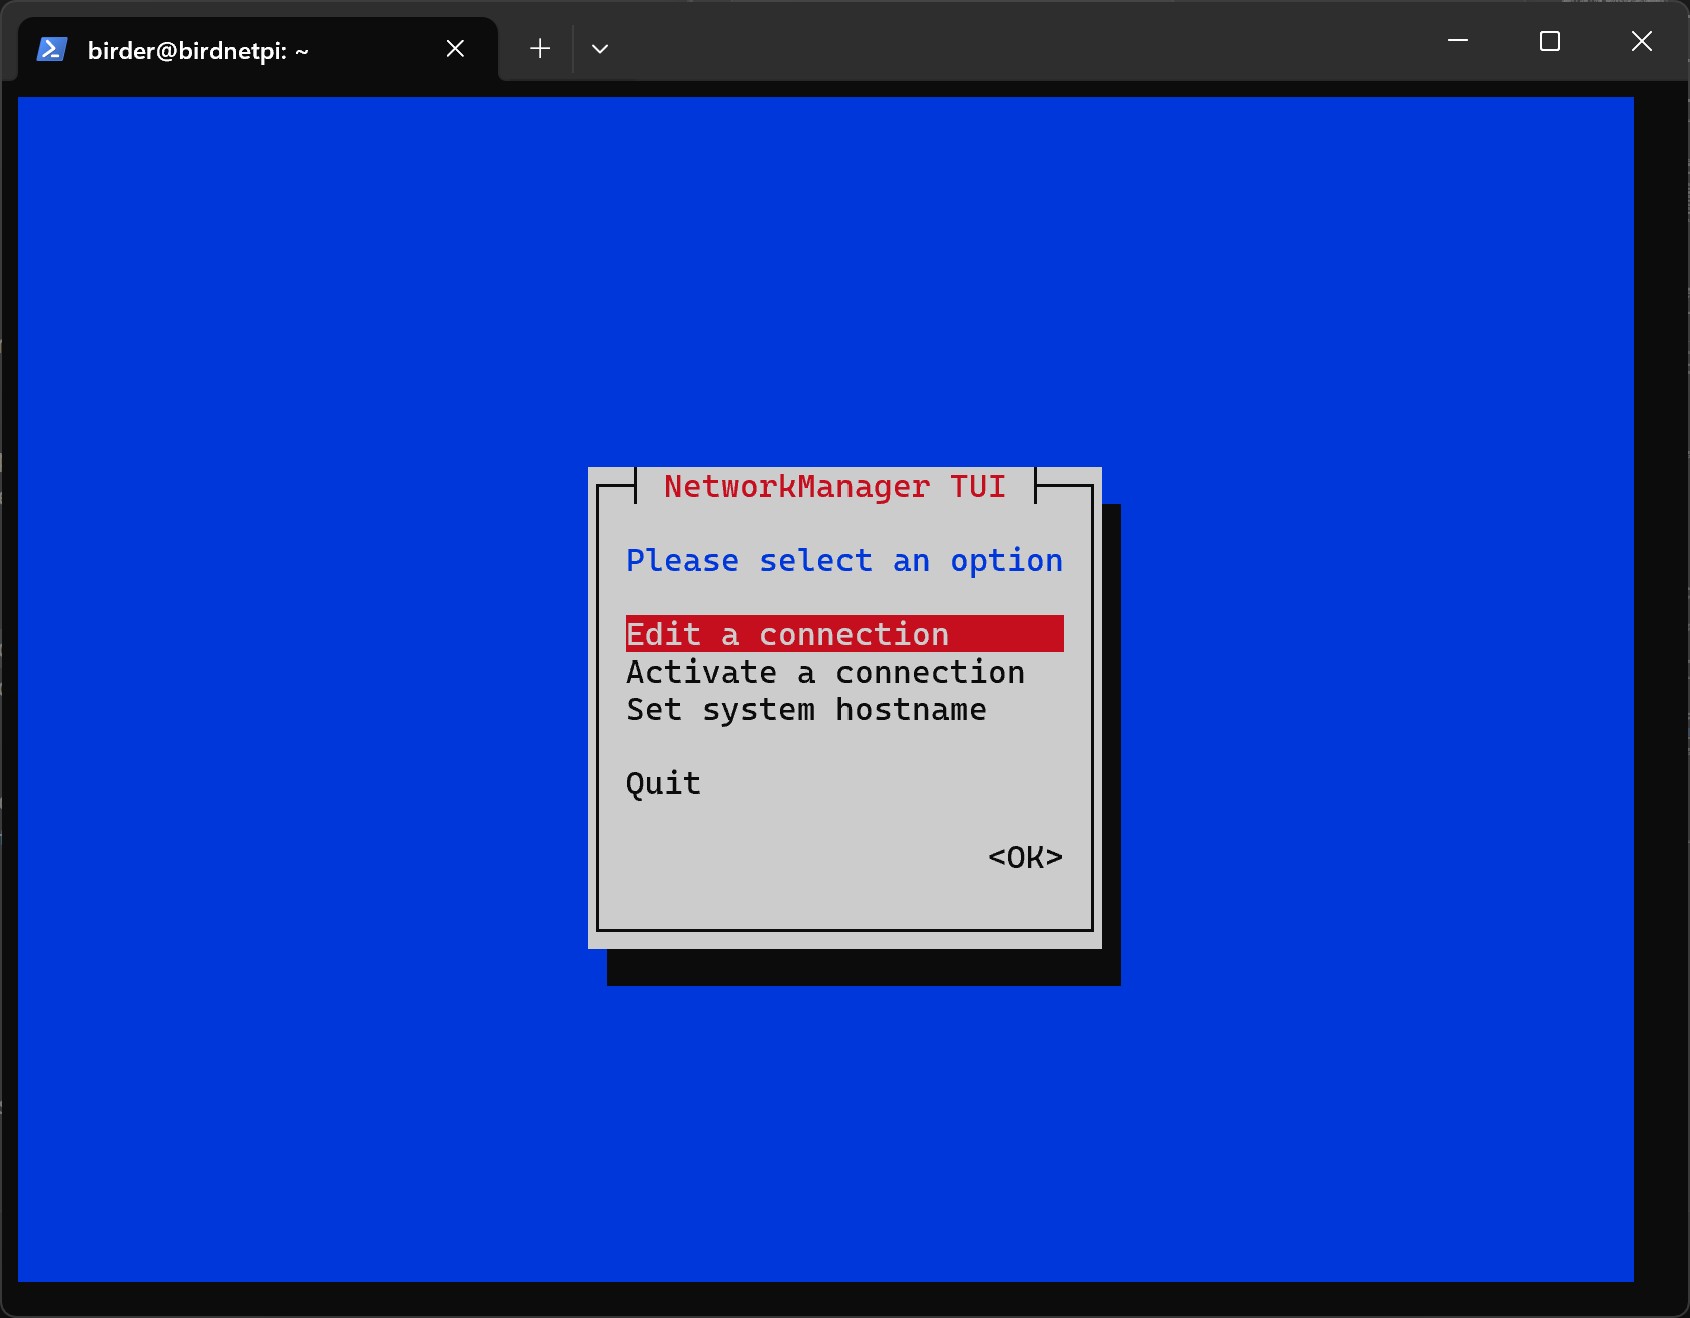 birder@birdnetpi: ~
NetworkManager TUI
Please select an option
Edit a connection
Activate a connection
Set system hostname
Quit
<OK>